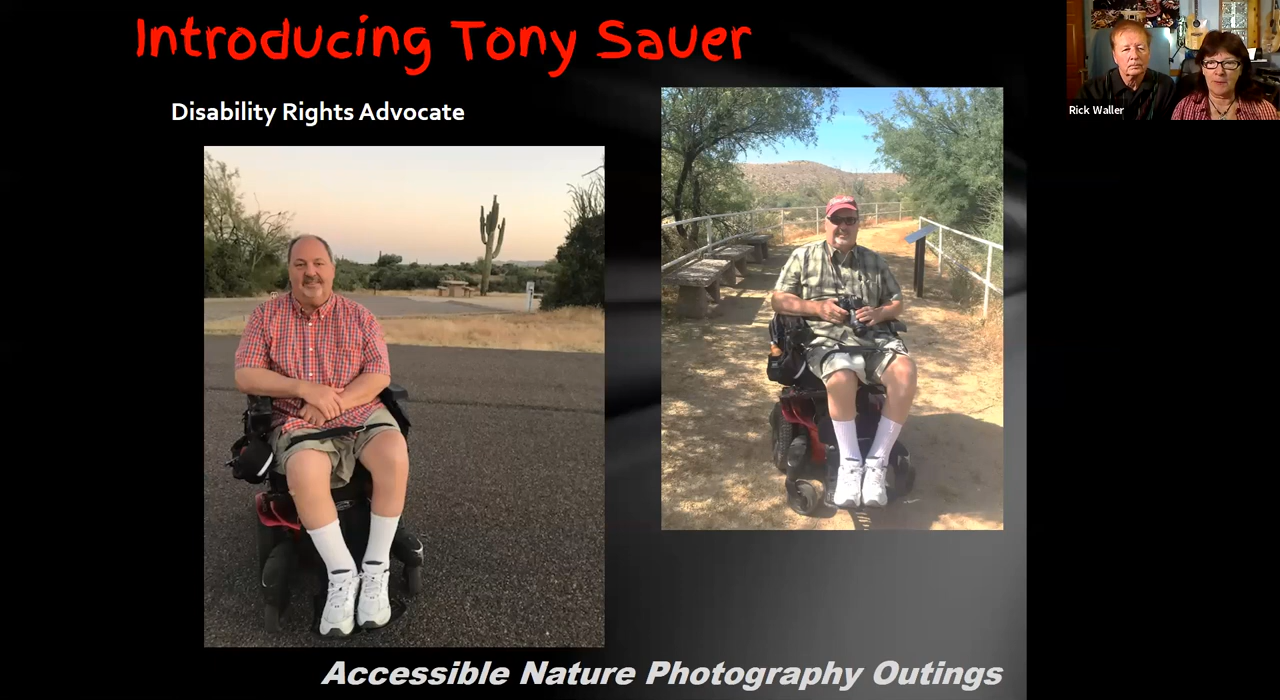 Introducing Tony Sauer
Disability Rights Advocate
Rick Waller
Accessible Nature Photography Outings